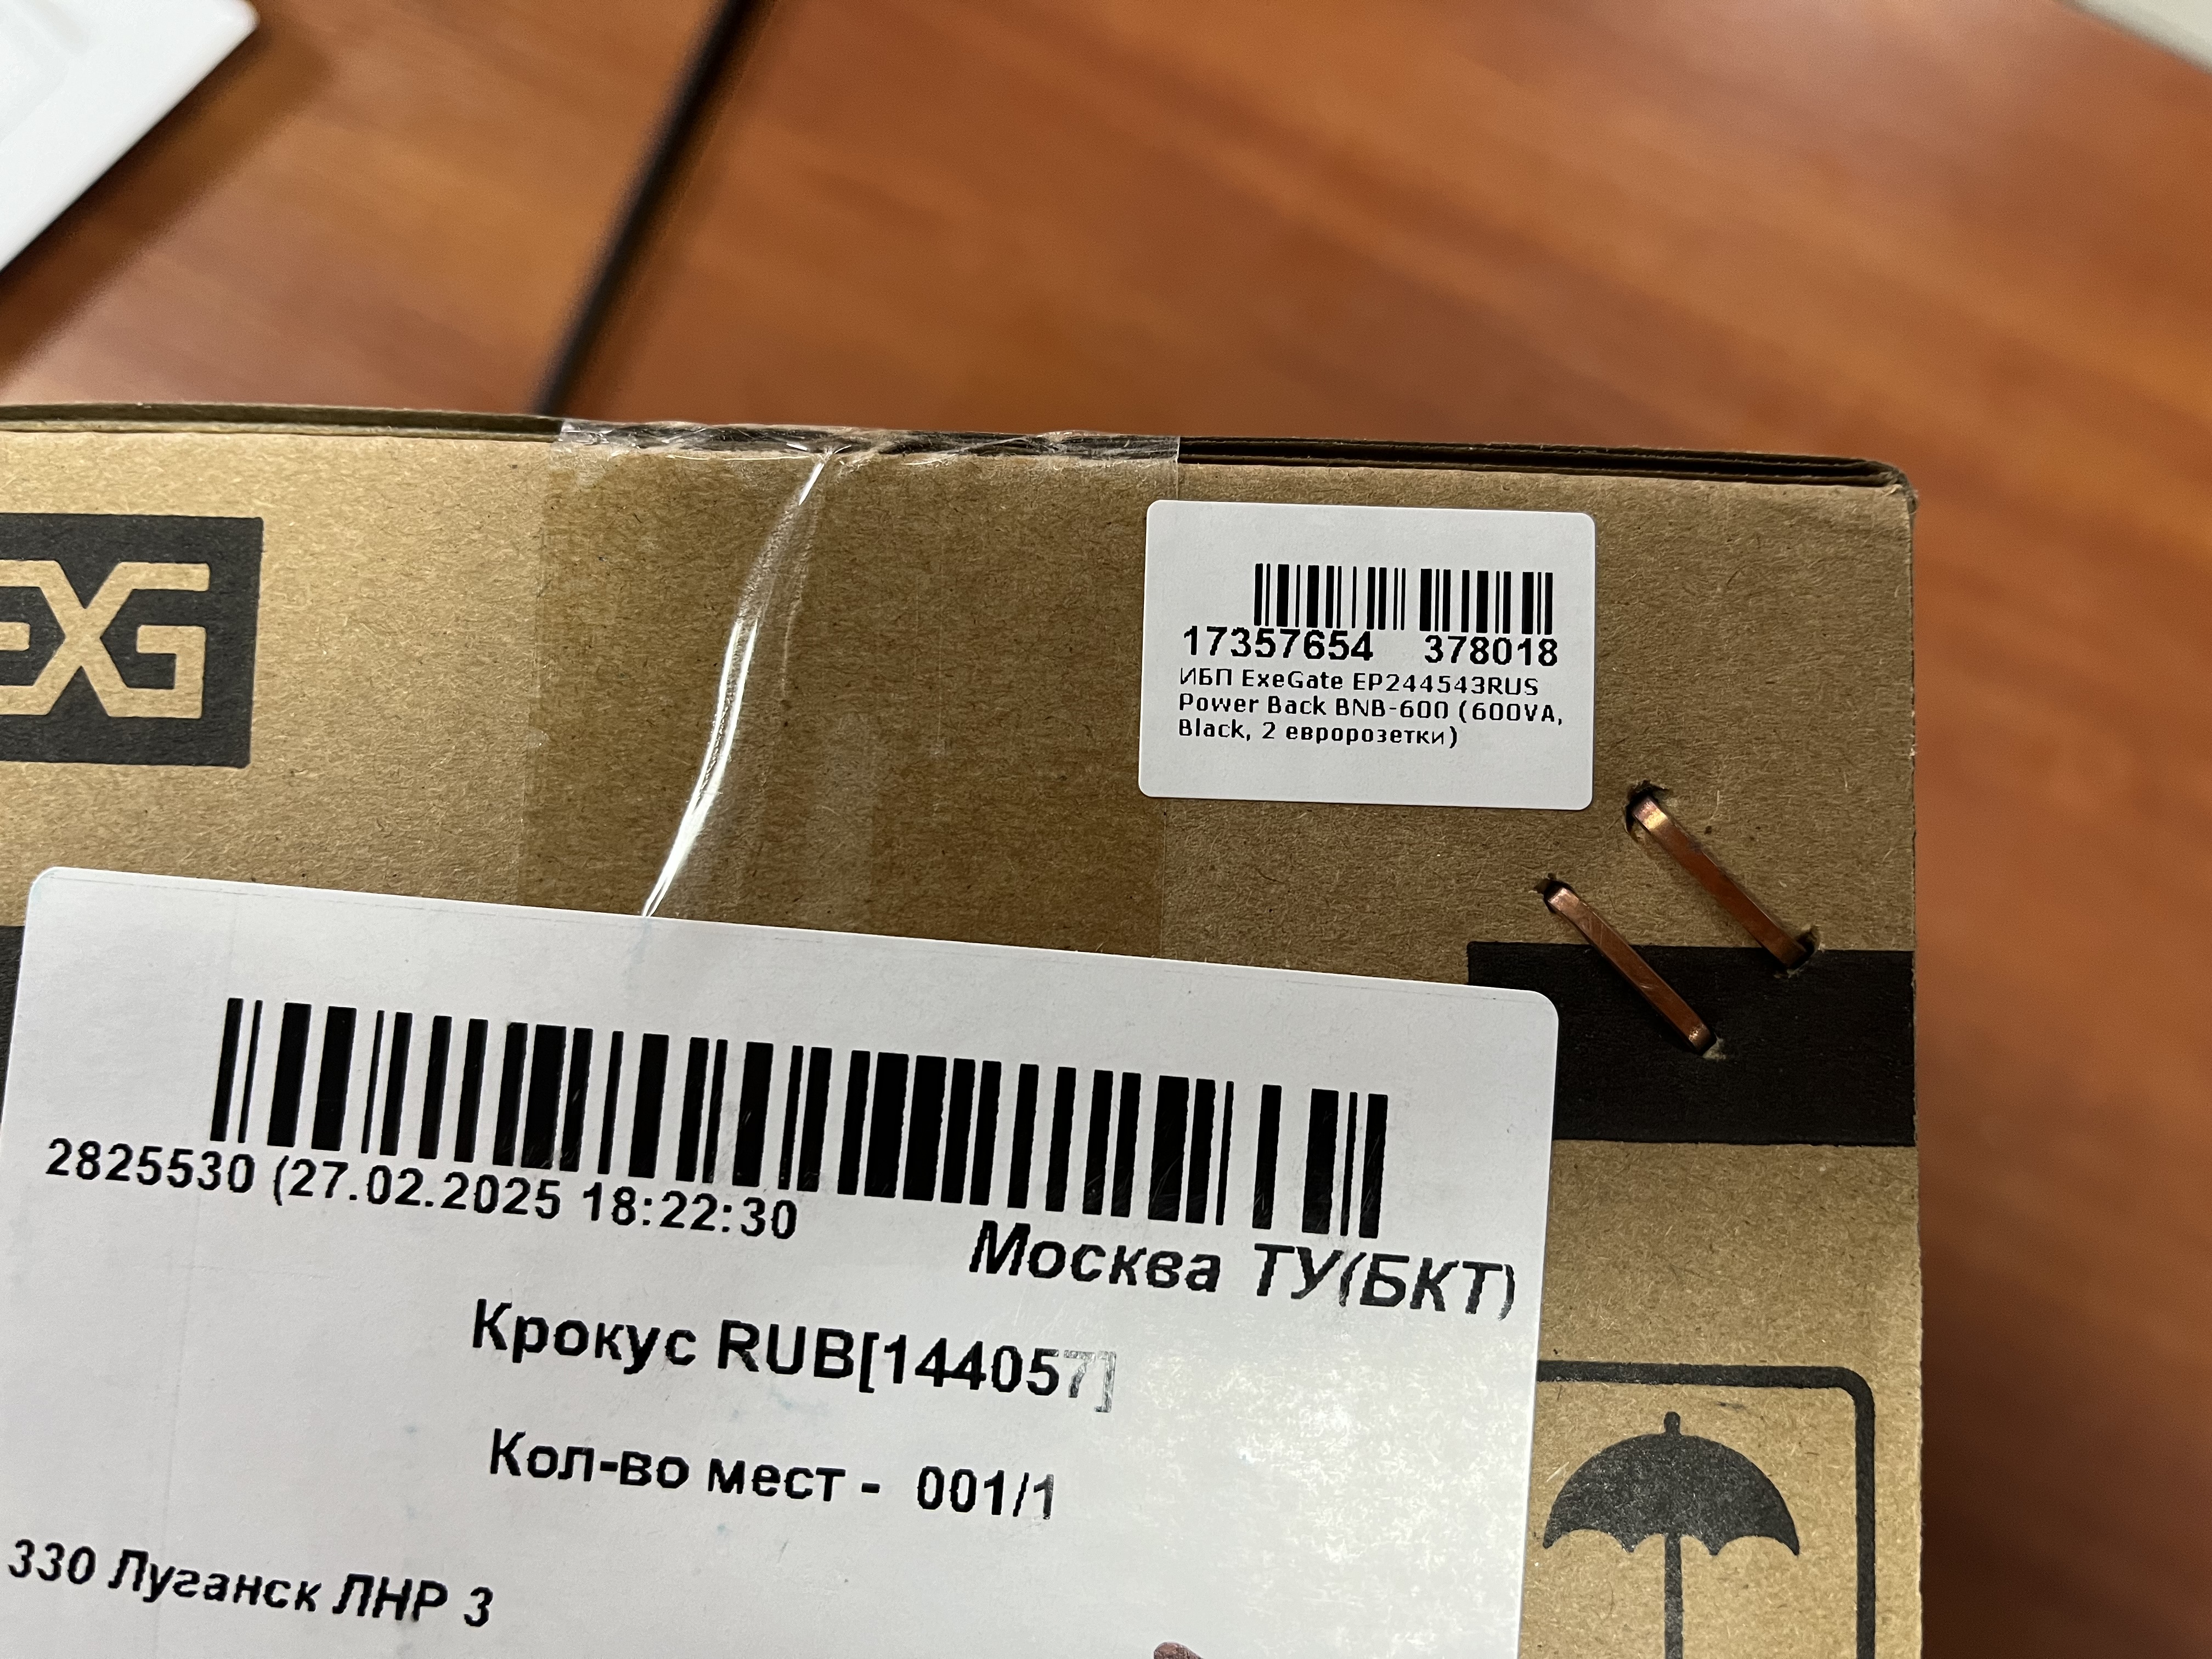 EXG
17357654 378018
ИБП ExeGate EP244543RUS
Power Back BNB-600 (600VA,
Black, 2 евророзетки)
2825530 (27.02.2025 18:22:30
Москва ТУ(БКТ)
Крокус RUB[144057]
Кол-во мест - 001/1
330 Луганск ЛНР 3